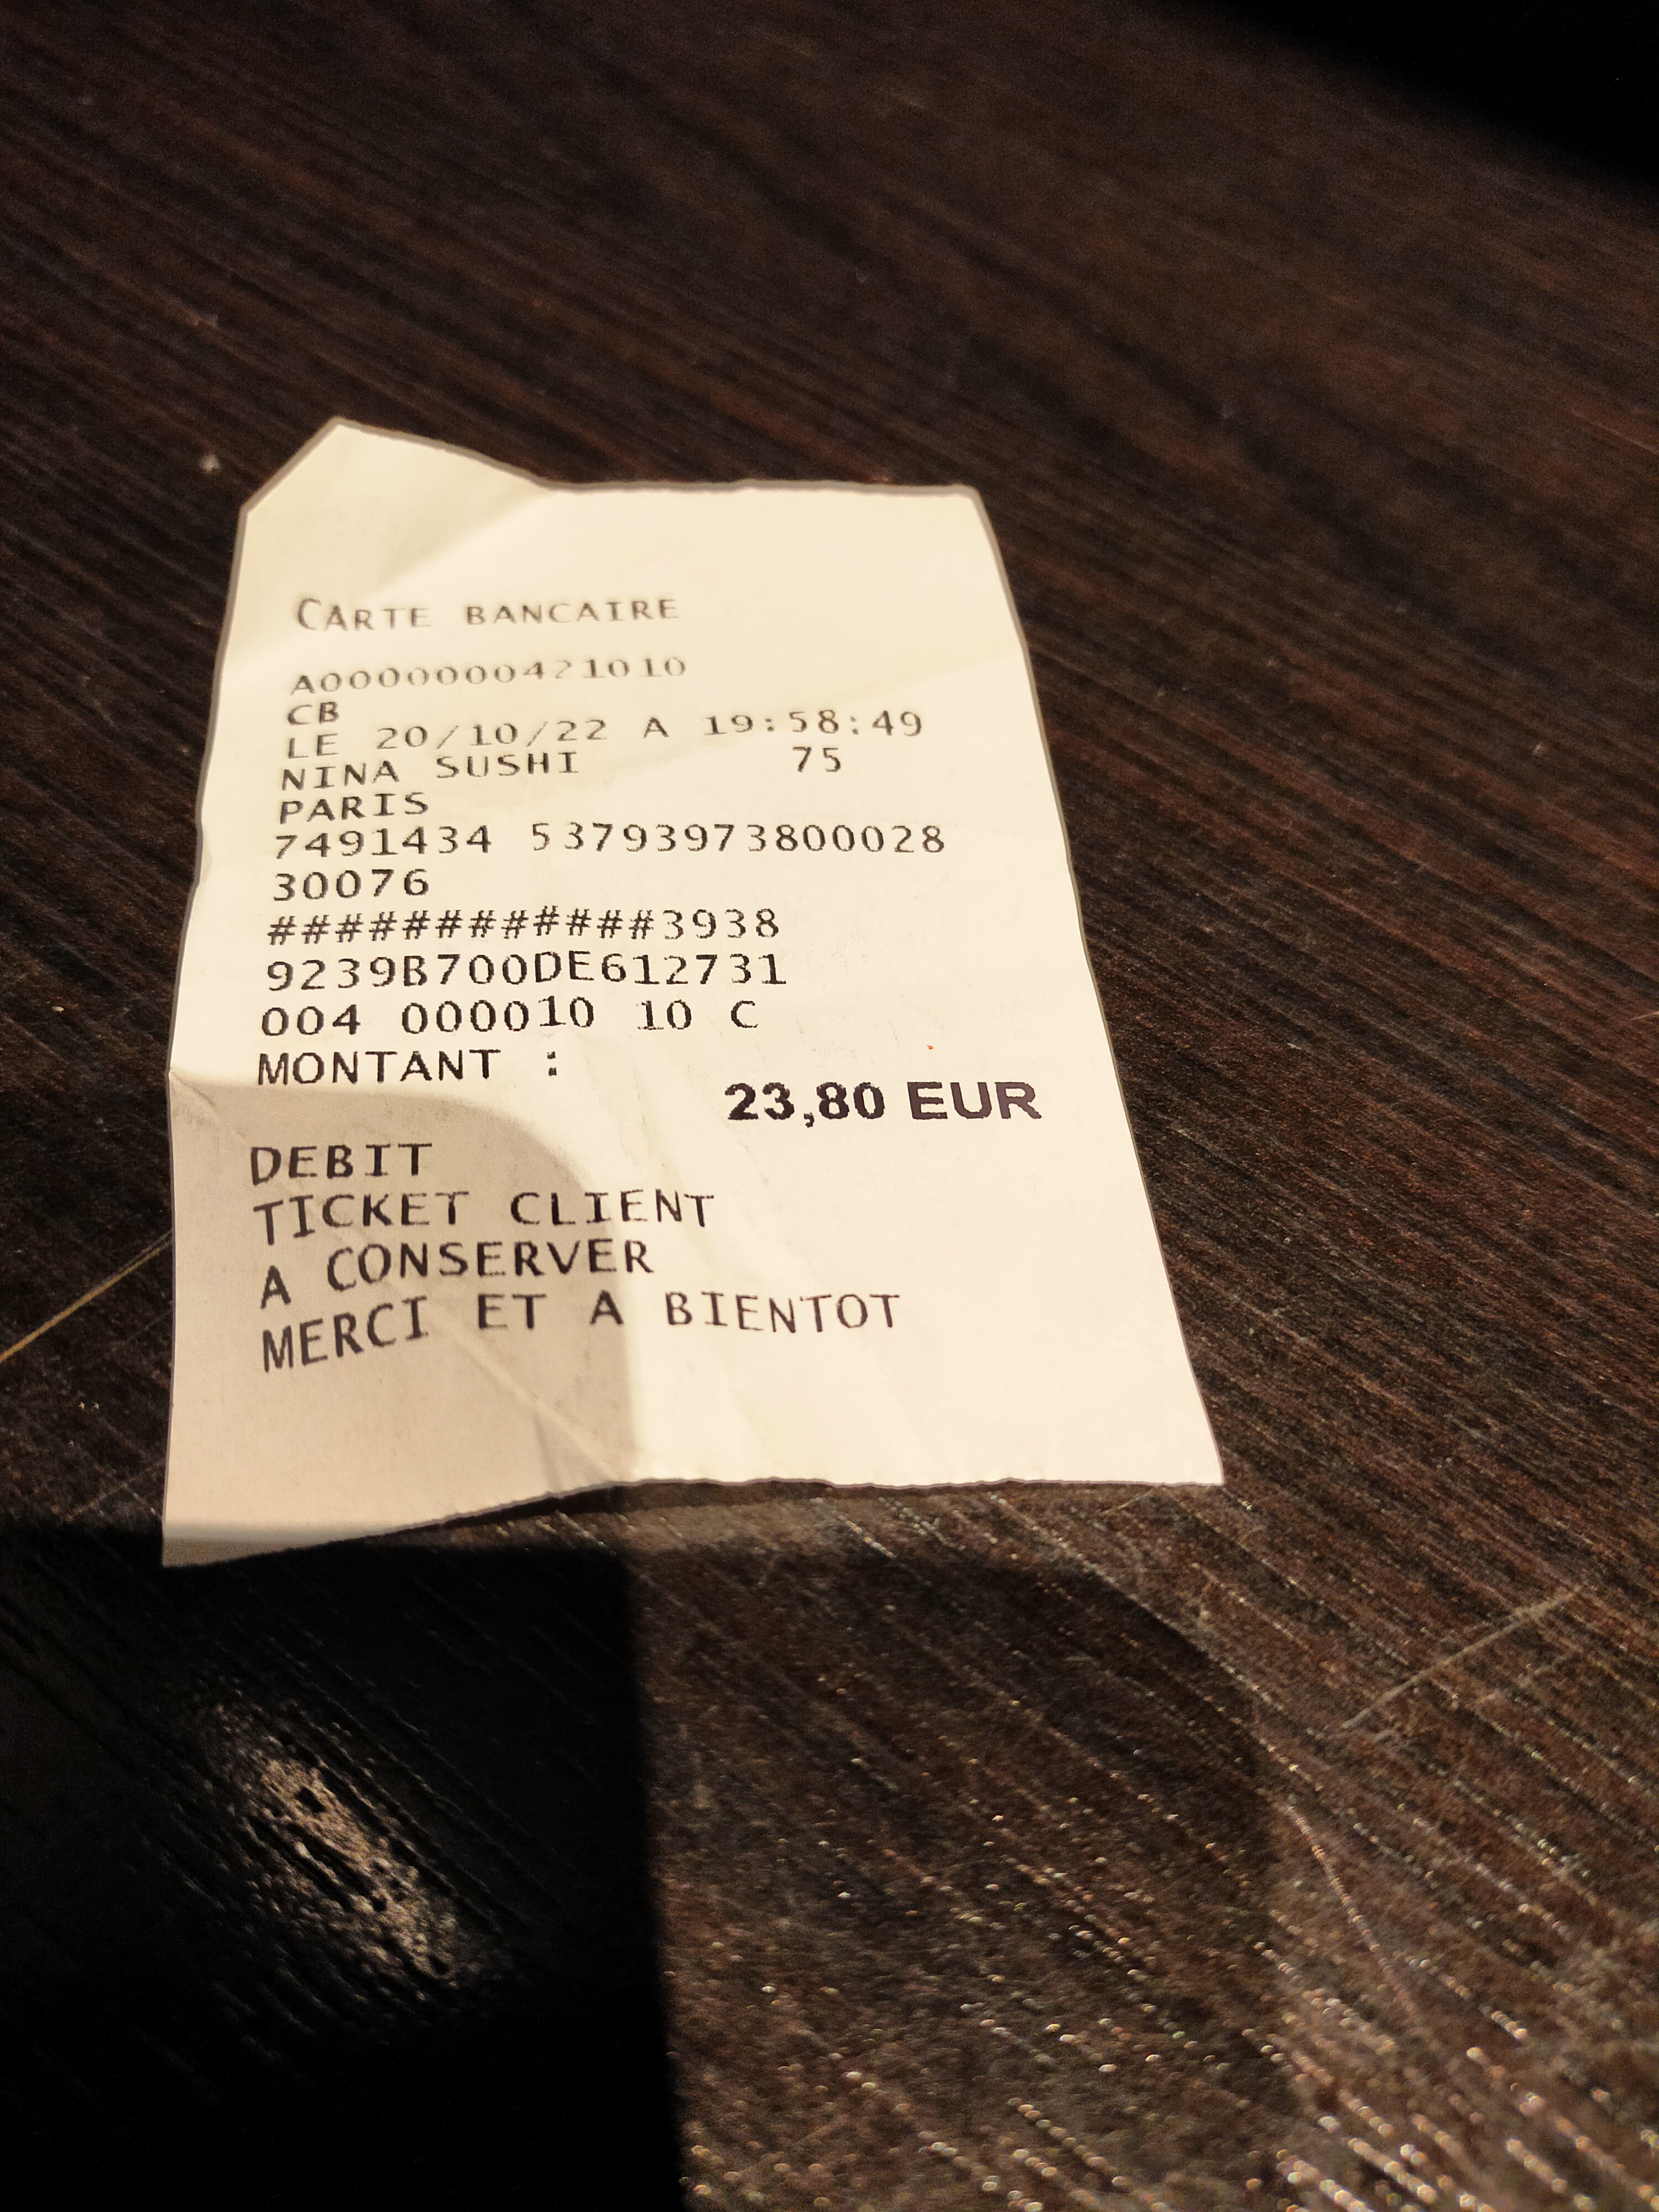 CARTE BANCAIRE
A0000000421010
CB
LE 20/10/22 A 19:58:49
NINA SUSHI 75
PARIS
7491434 53793973800028
30076
############3938
9239B700DE612731
004 000010 10 C
MONTANT :
23,80 EUR
DEBIT
TICKET CLIENT
A CONSERVER
MERCI ET A BIENTOT